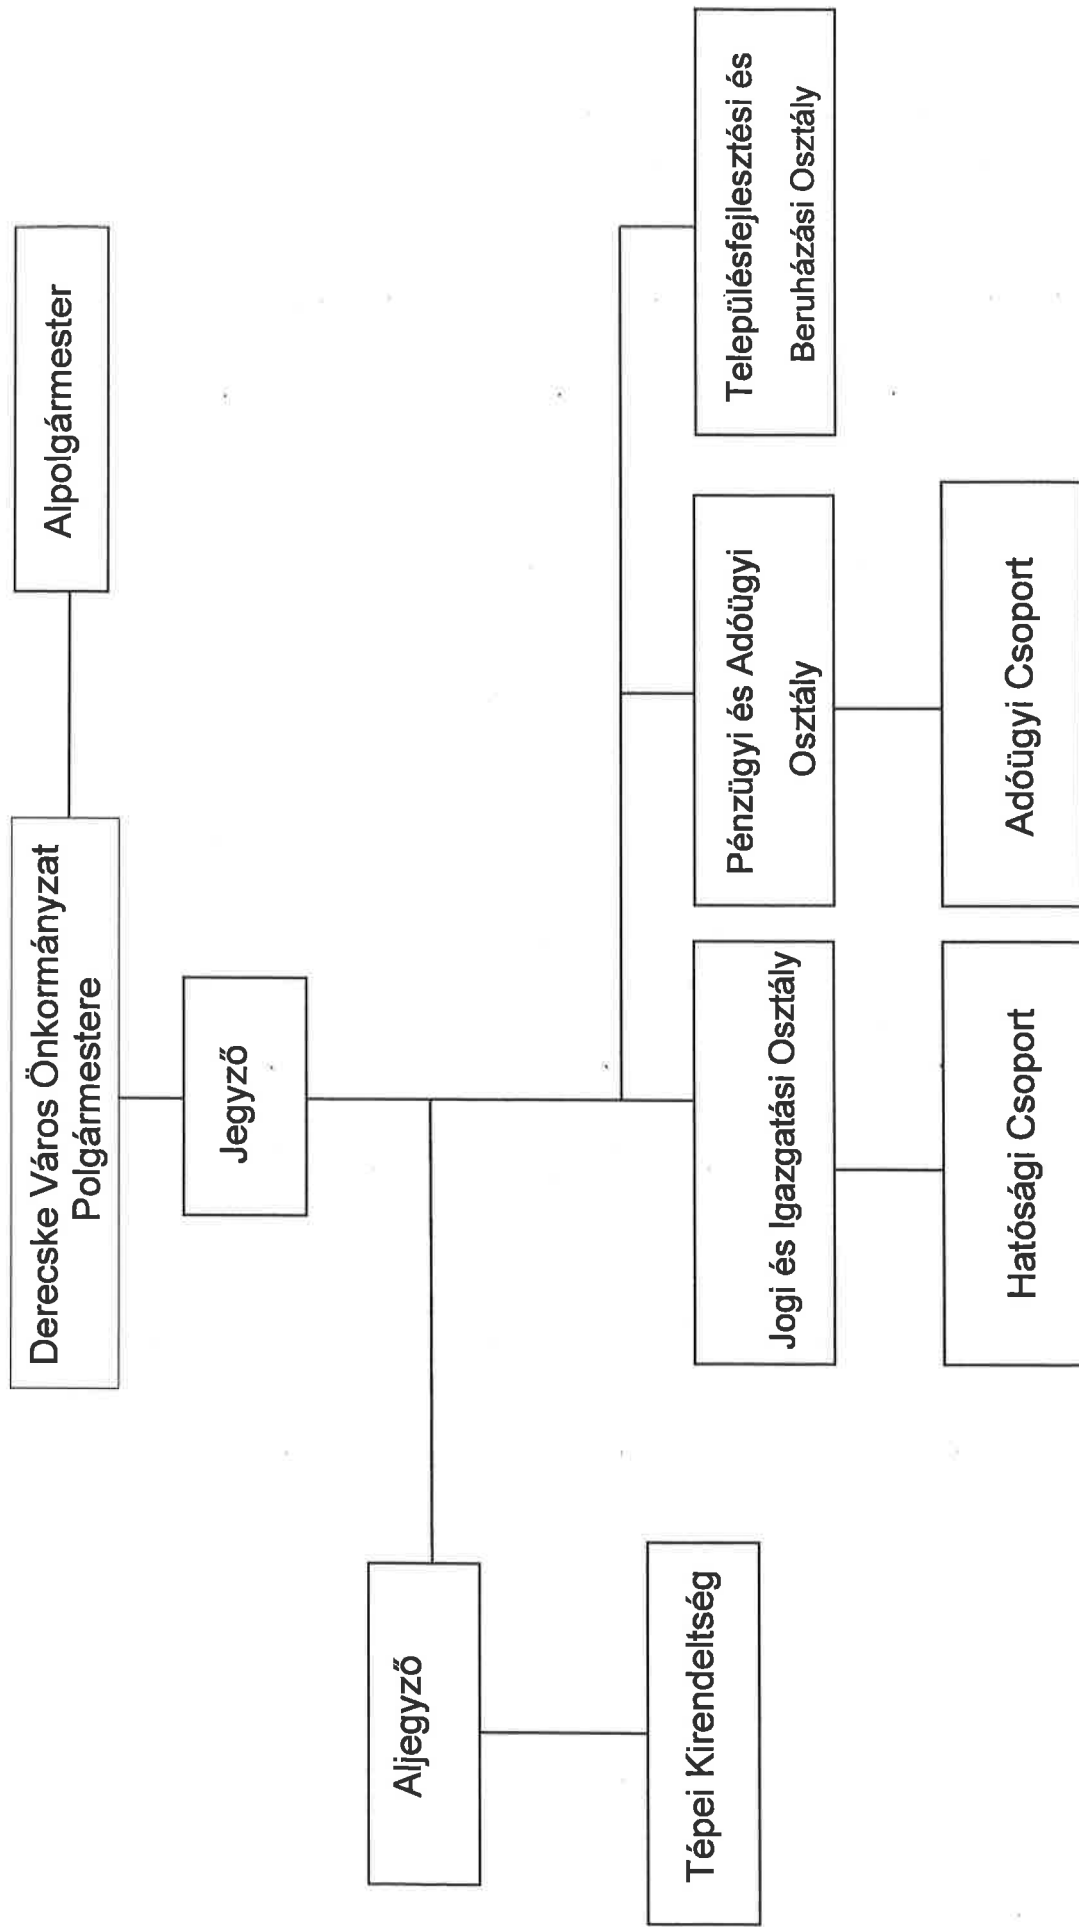 Derecske Város Önkormányzat
Polgármestere
Alpolgármester
Jegyző
Aljegyző
Tépei Kirendeltség
Jogi és Igazgatási Osztály
Pénzügyi és Adóügyi
Osztály
Településfejlesztési és
Beruházási Osztály
Hatósági Csoport
Adóügyi Csoport